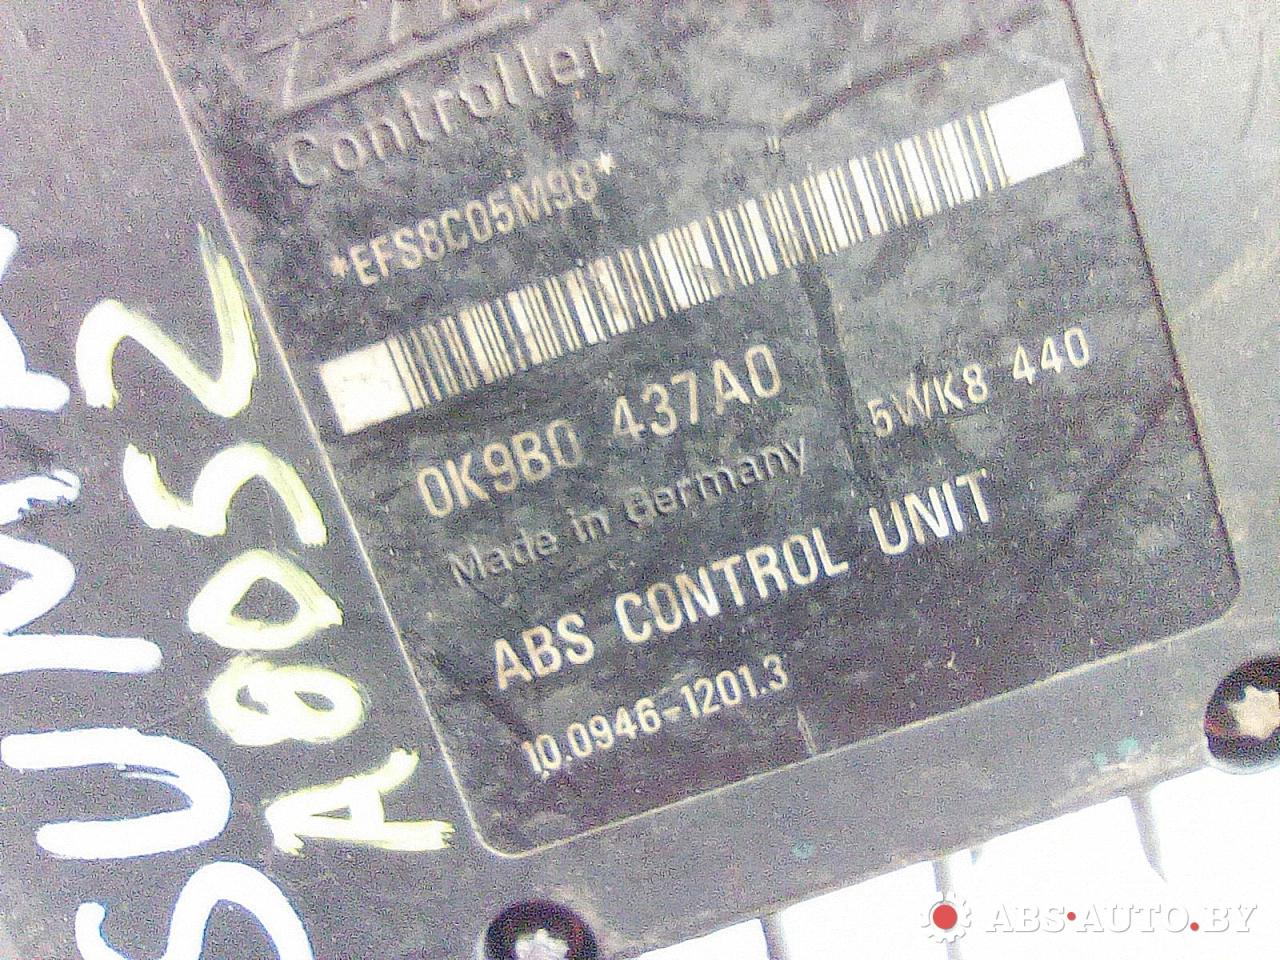 Controller
*EFS8C05M98*
0K9B0 437A0
Made in Germany 5WK8 440
ABS CONTROL UNIT
10.0946-1201.3
A8052
ABS-AUTO.BY